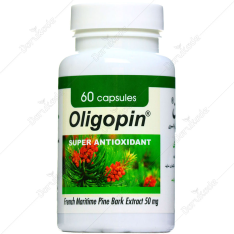 60 capsules
Oligopin®
SUPER ANTIOXIDANT
French Maritime Pine Bark Extract 50 mg